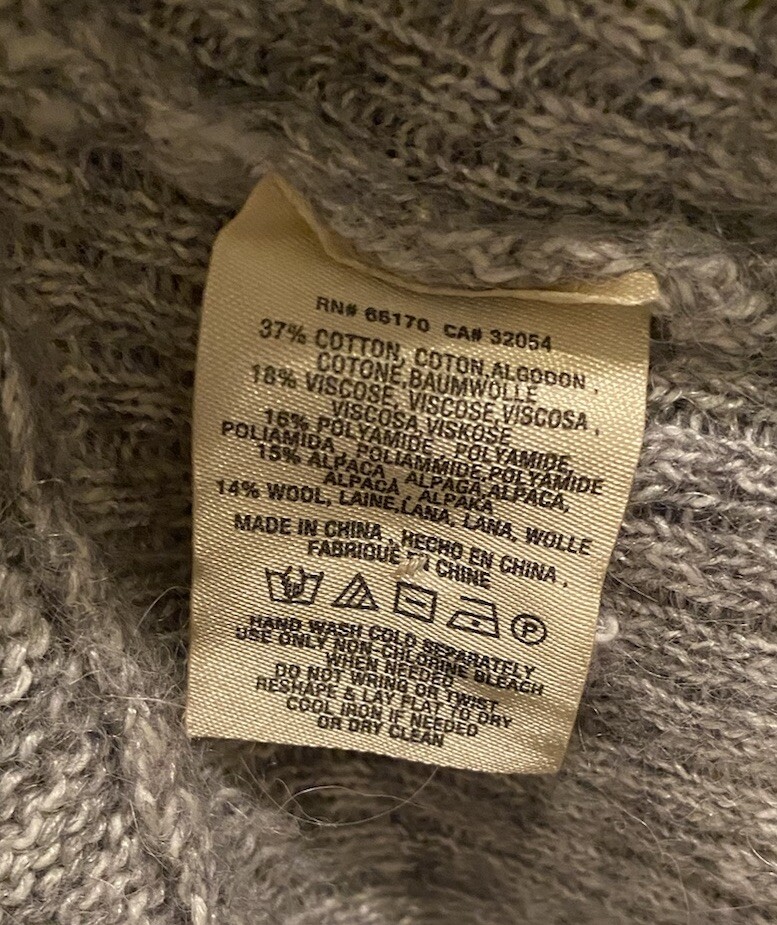 RN# 66170 CA# 32054
37% COTTON, COTON, ALGODON,
COTONE, BAUMWOLLE
18% VISCOSE, VISCOSE, VISCOSA,
VISCOSA, VISKOSE
16% POLYAMIDE, POLYAMIDE,
POLIAMIDA, POLIAMMIDE, POLYAMIDE
15% ALPACA, ALPAGA, ALPACA,
ALPACA, ALPAKA
14% WOOL, LAINE, LANA, LANA, WOLLE
MADE IN CHINA, HECHO EN CHINA,
FABRIQUE EN CHINE
P
HAND WASH COLD SEPARATELY
USE ONLY NON-CHLORINE BLEACH
WHEN NEEDED
DO NOT WRING OR TWIST
RESHAPE & LAY FLAT TO DRY
COOL IRON IF NEEDED
OR DRY CLEAN